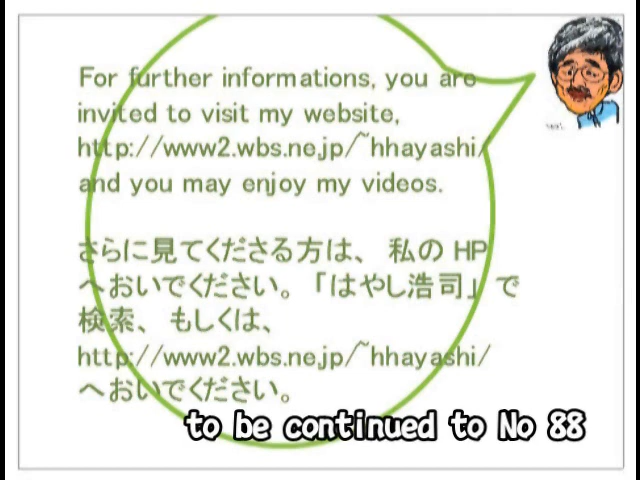 For further informations, you are
invited to visit my website,
http://www2.wbs.ne.jp/~hhayashi/
and you may enjoy my videos.
さらに見てくださる方は、私の HP
へおいでください。「はやし浩司」で
検索、もしくは、
http://www2.wbs.ne.jp/~hhayashi/
へおいでください。
to be continued to No 88